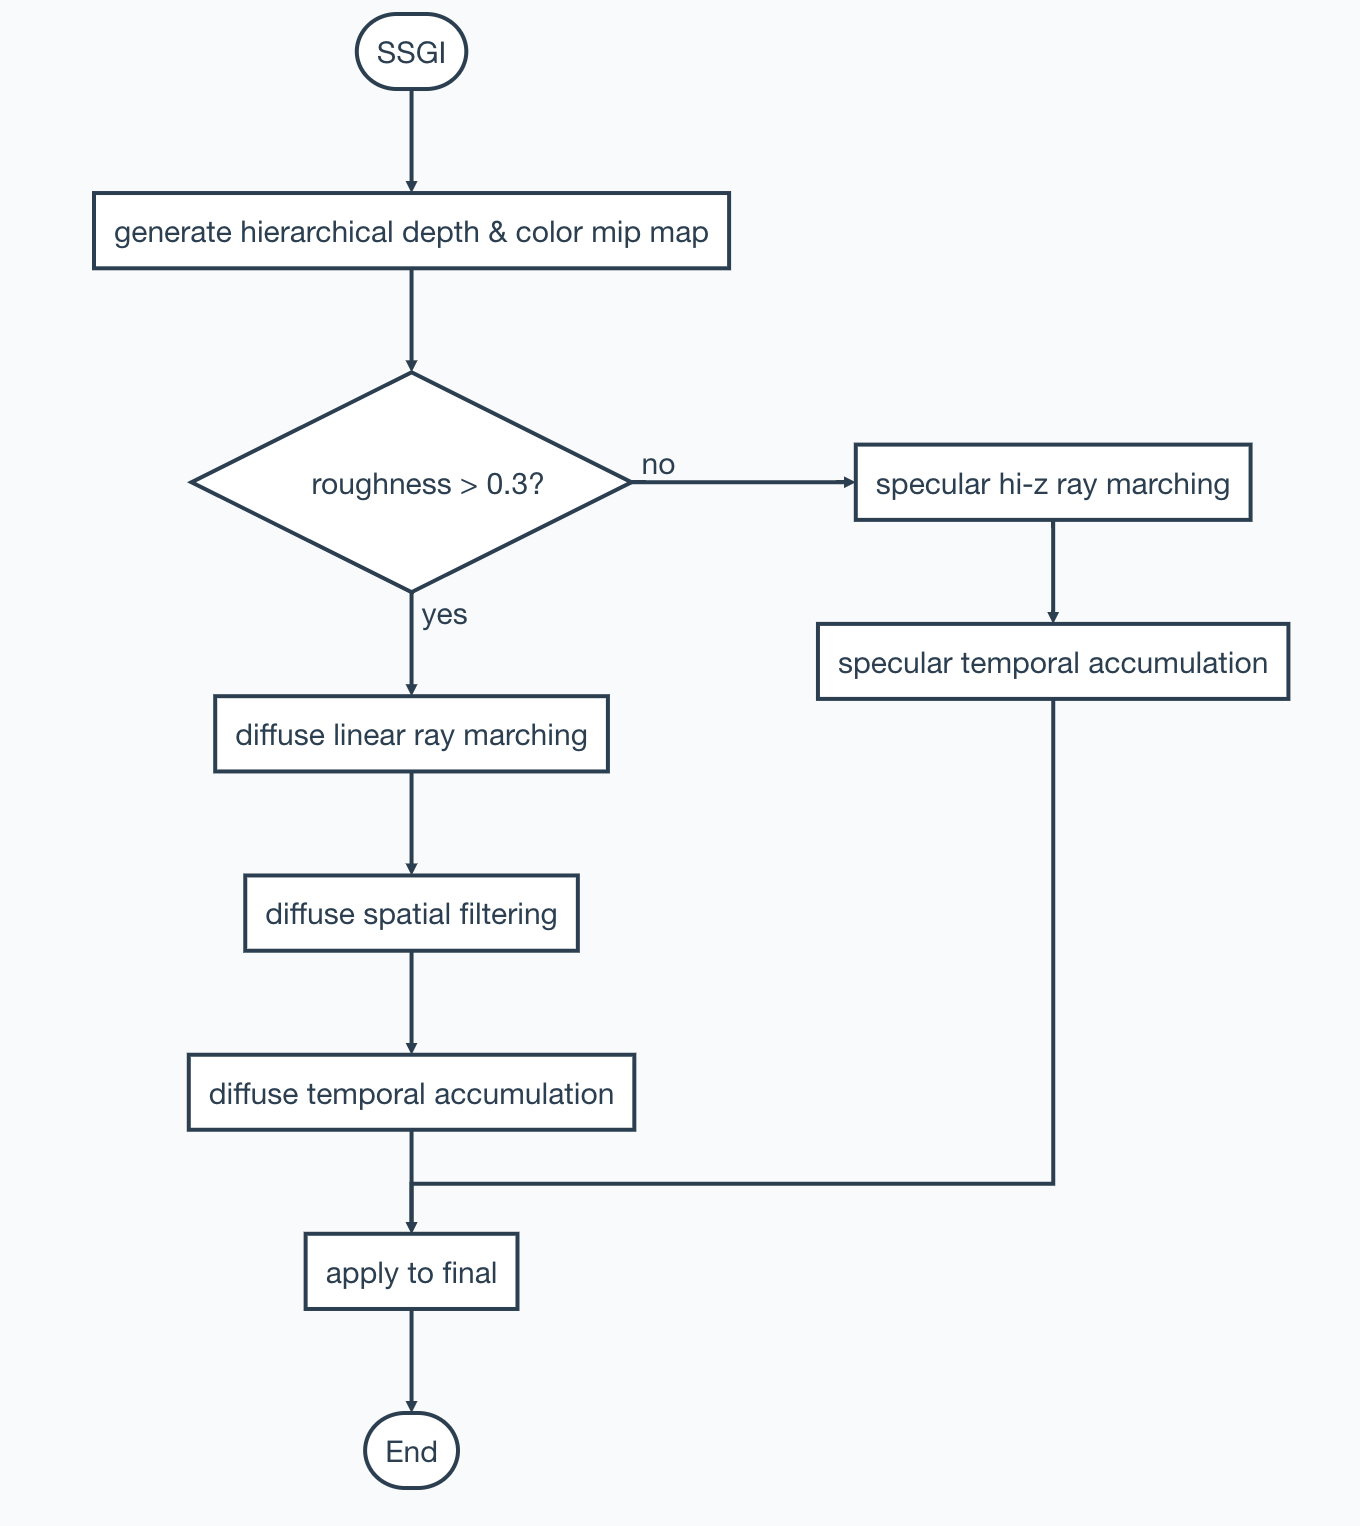 SSGI
generate hierarchical depth & color mip map
roughness > 0.3?
no
specular hi-z ray marching
yes
specular temporal accumulation
diffuse linear ray marching
diffuse spatial filtering
diffuse temporal accumulation
apply to final
End